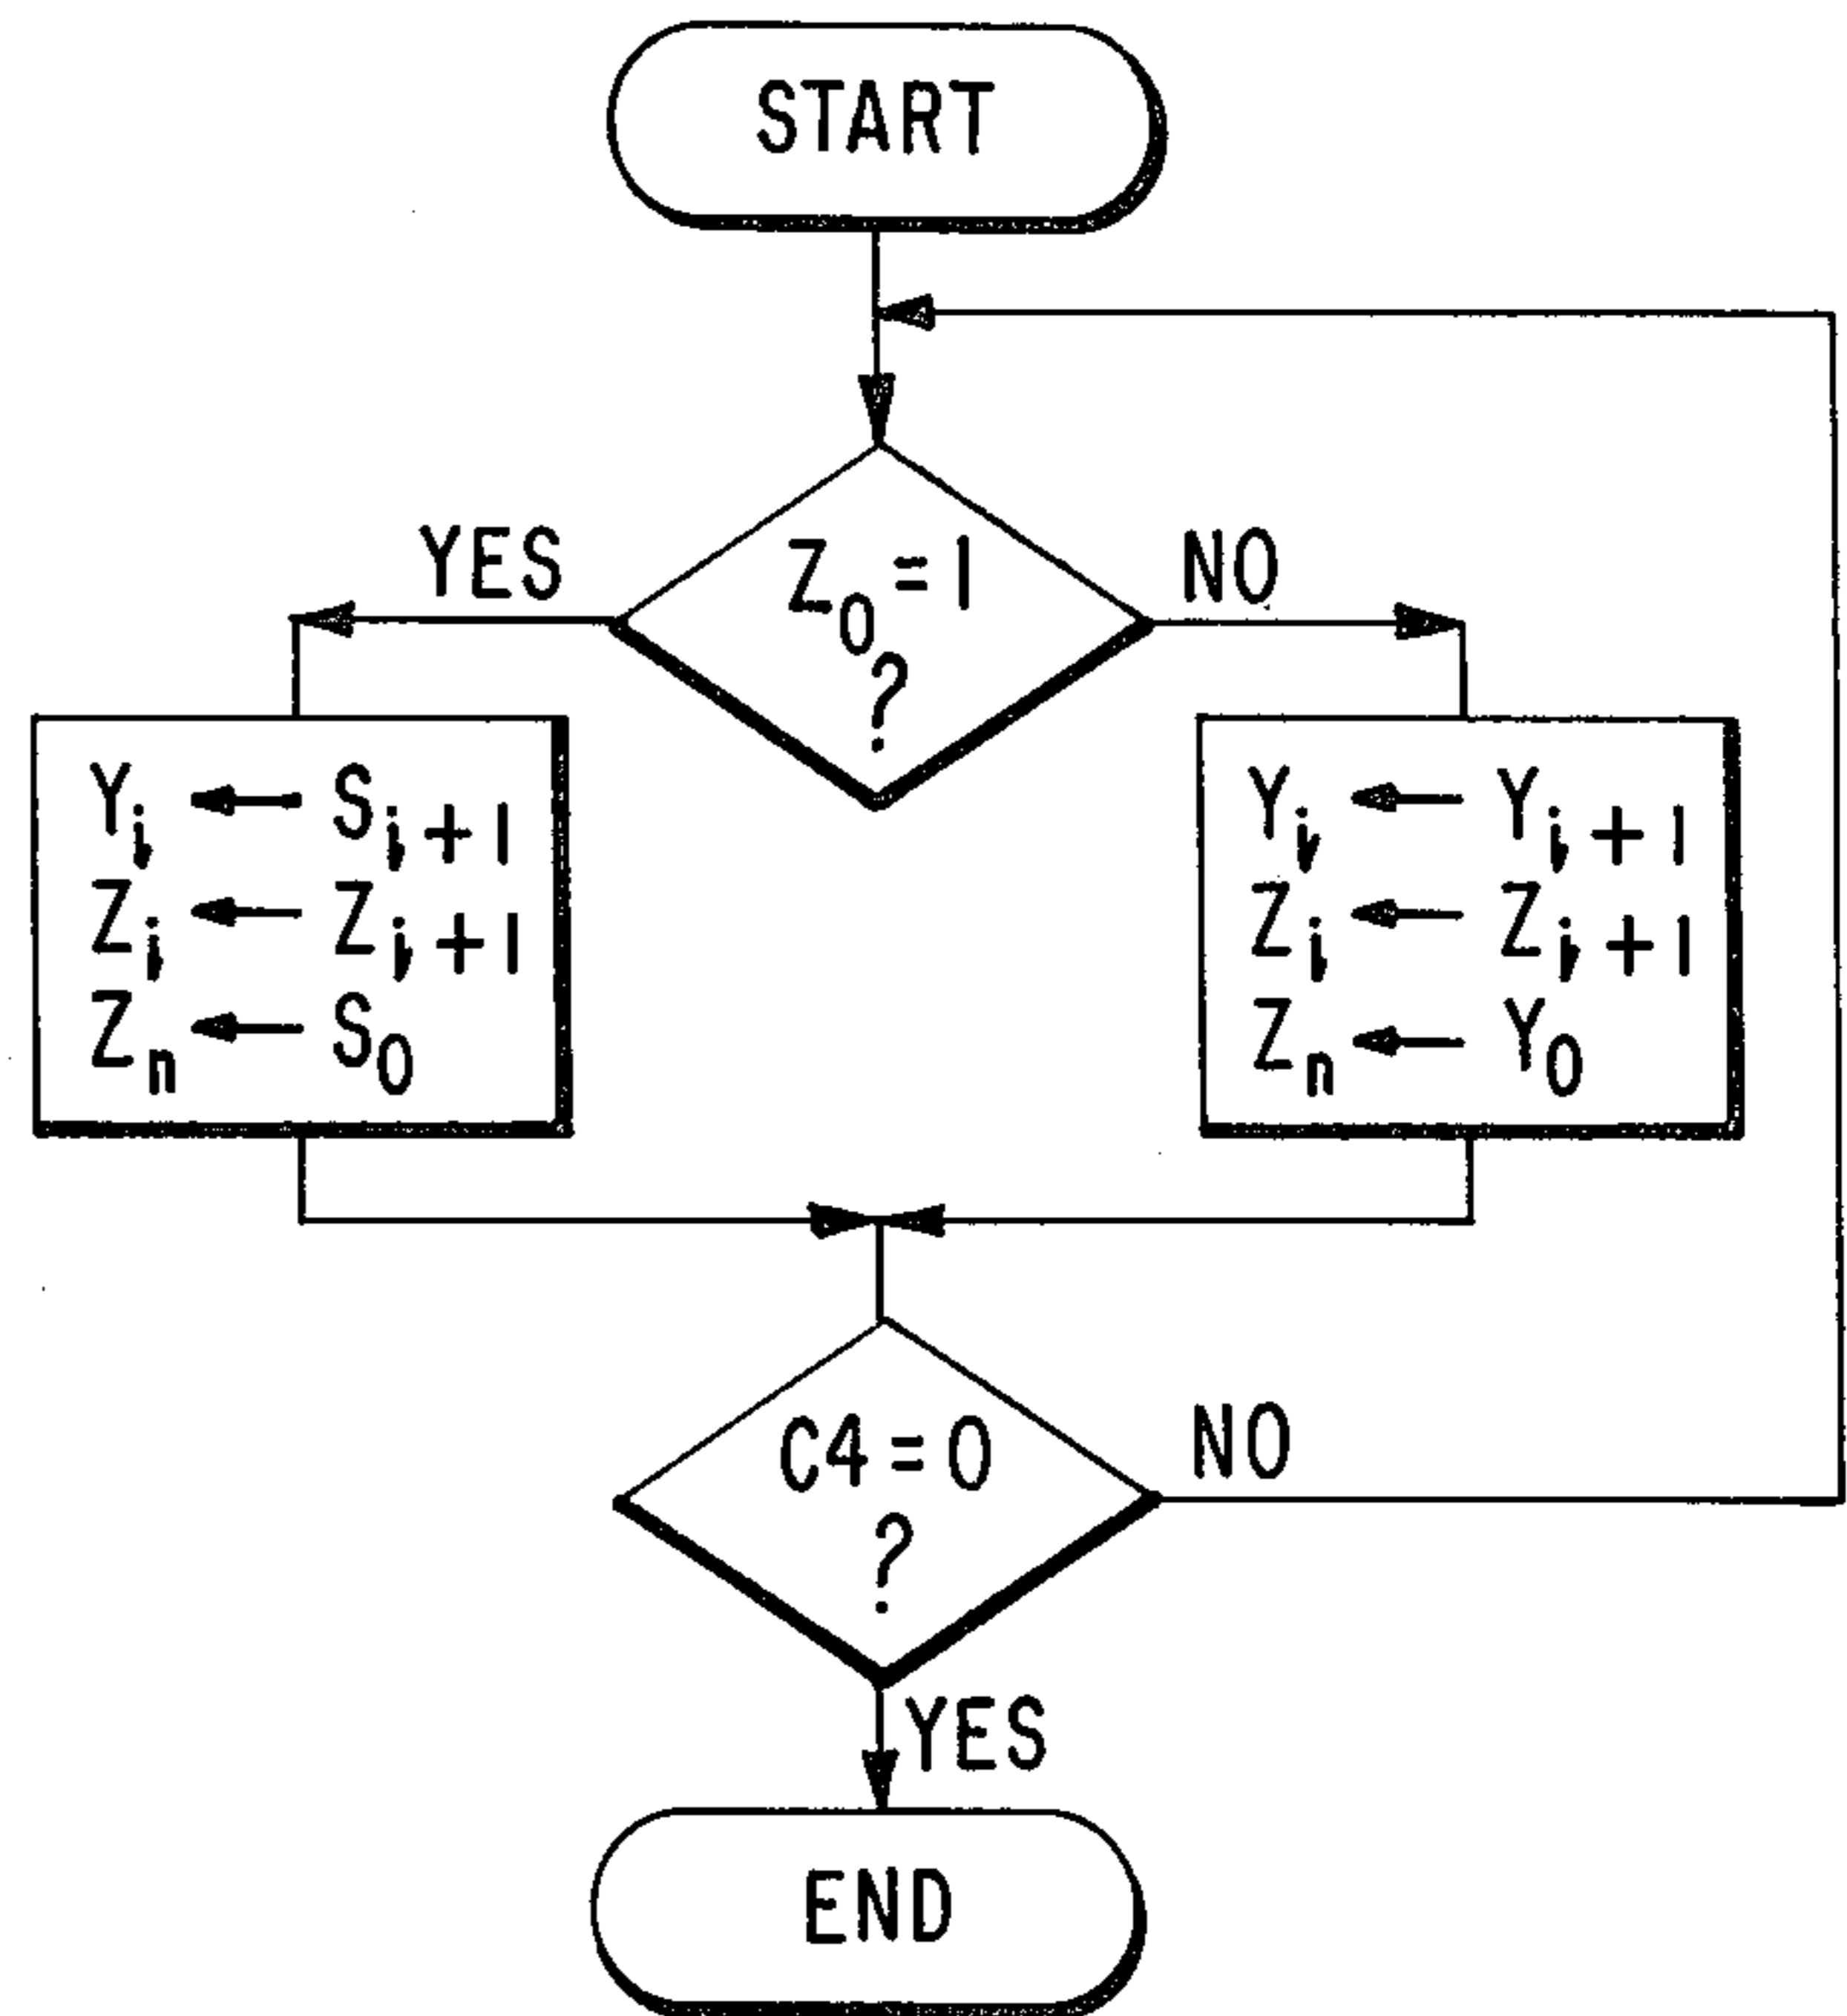 START
YES
NO
Z₀ = 1
?
Yᵢ ← Sᵢ₊₁
Zᵢ ← Zᵢ₊₁
Zₙ ← S₀
Yᵢ ← Yᵢ₊₁
Zᵢ ← Zᵢ₊₁
Zₙ ← Y₀
C4 = 0
?
NO
YES
END